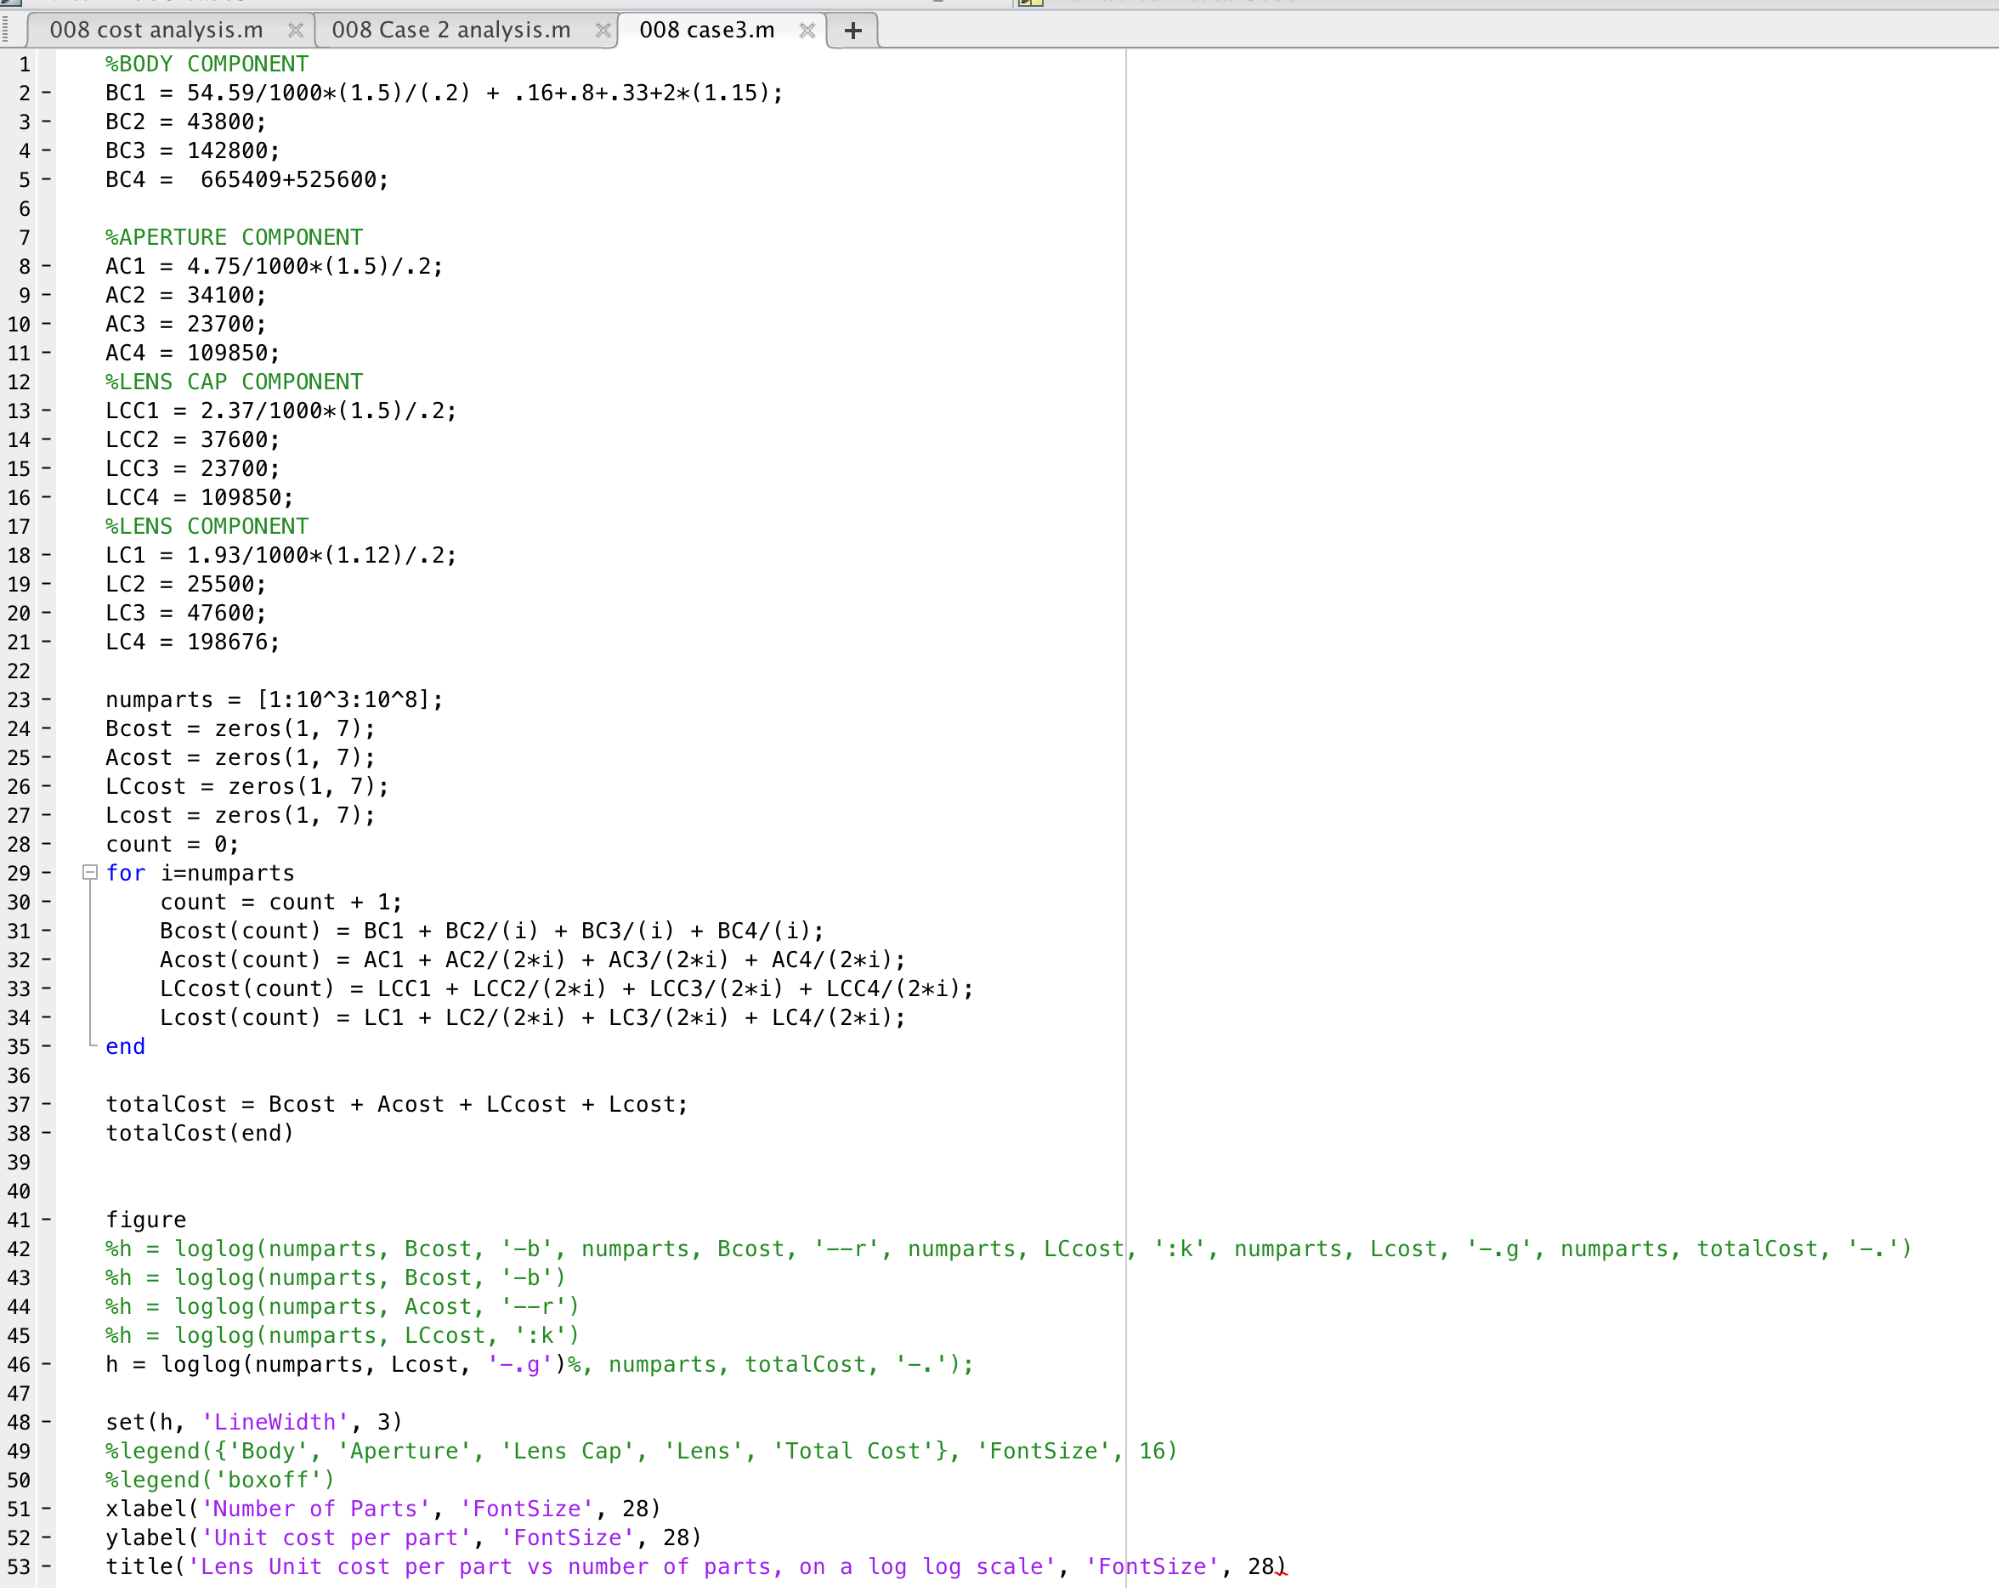 008 cost analysis.m × 008 Case 2 analysis.m × 008 case3.m × +
1 %BODY COMPONENT
2 - BC1 = 54.59/1000*(1.5)/(.2) + .16+.8+.33+2*(1.15);
3 - BC2 = 43800;
4 - BC3 = 142800;
5 - BC4 =  665409+525600;
6
7 %APERTURE COMPONENT
8 - AC1 = 4.75/1000*(1.5)/.2;
9 - AC2 = 34100;
10 - AC3 = 23700;
11 - AC4 = 109850;
12 %LENS CAP COMPONENT
13 - LCC1 = 2.37/1000*(1.5)/.2;
14 - LCC2 = 37600;
15 - LCC3 = 23700;
16 - LCC4 = 109850;
17 %LENS COMPONENT
18 - LC1 = 1.93/1000*(1.12)/.2;
19 - LC2 = 25500;
20 - LC3 = 47600;
21 - LC4 = 198676;
22
23 - numparts = [1:10^3:10^8];
24 - Bcost = zeros(1, 7);
25 - Acost = zeros(1, 7);
26 - LCcost = zeros(1, 7);
27 - Lcost = zeros(1, 7);
28 - count = 0;
29 - for i=numparts
30 - count = count + 1;
31 - Bcost(count) = BC1 + BC2/(i) + BC3/(i) + BC4/(i);
32 - Acost(count) = AC1 + AC2/(2*i) + AC3/(2*i) + AC4/(2*i);
33 - LCcost(count) = LCC1 + LCC2/(2*i) + LCC3/(2*i) + LCC4/(2*i);
34 - Lcost(count) = LC1 + LC2/(2*i) + LC3/(2*i) + LC4/(2*i);
35 - end
36
37 - totalCost = Bcost + Acost + LCcost + Lcost;
38 - totalCost(end)
39
40
41 - figure
42 %h = loglog(numparts, Bcost, '-b', numparts, Bcost, '--r', numparts, LCcost, ':k', numparts, Lcost, '-.g', numparts, totalCost, '-.')
43 %h = loglog(numparts, Bcost, '-b')
44 %h = loglog(numparts, Acost, '--r')
45 %h = loglog(numparts, LCcost, ':k')
46 - h = loglog(numparts, Lcost, '-.g')%, numparts, totalCost, '-.');
47
48 - set(h, 'LineWidth', 3)
49 %legend({'Body', 'Aperture', 'Lens Cap', 'Lens', 'Total Cost'}, 'FontSize', 16)
50 %legend('boxoff')
51 - xlabel('Number of Parts', 'FontSize', 28)
52 - ylabel('Unit cost per part', 'FontSize', 28)
53 - title('Lens Unit cost per part vs number of parts, on a log log scale', 'FontSize', 28)